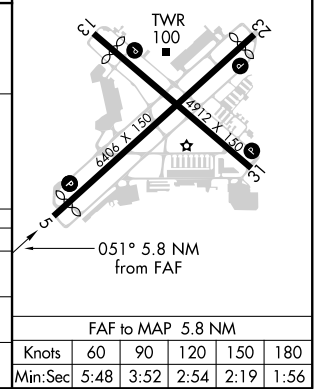 TWR
100
13
23
P
P
6406 X 150
4912 X 150
P
P
5
31
051° 5.8 NM
from FAF
FAF to MAP 5.8 NM
Knots 60 90 120 150 180
Min:Sec 5:48 3:52 2:54 2:19 1:56